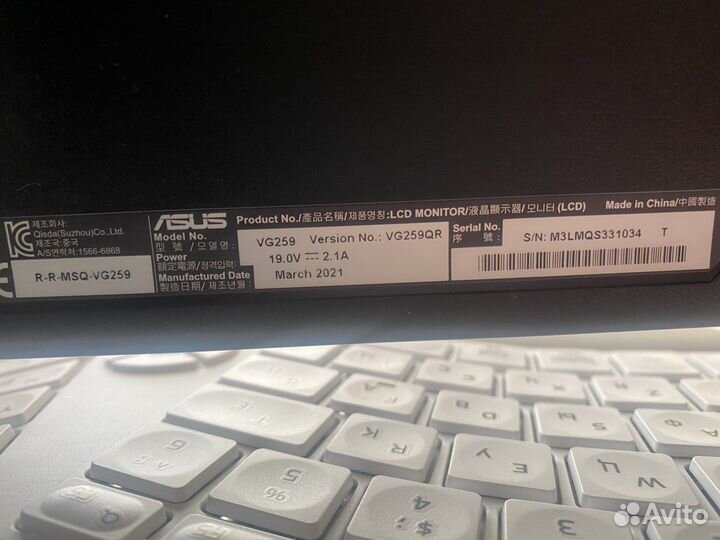 제조회사:
Qisda(Suzhou)Co.,Ltd.
제조국:중국
A/S연락처:1566-6868
R-R-MSQ-VG259
ASUS
Model No.
型 號/모델명:
Power
額定電源/정격입력:
Manufactured Date
製造日期/제조년월:
Product No./產品名稱/제품명칭:LCD MONITOR/液晶顯示器/모니터 (LCD)
VG259 Version No.: VG259QR
19.0V 2.1A
March 2021
Made in China/中國製造
Serial No.
序 號:
S/N: M3LMQS331034 T
6
5
%
4
$
;
3
R K
T E
W Ц
Avito